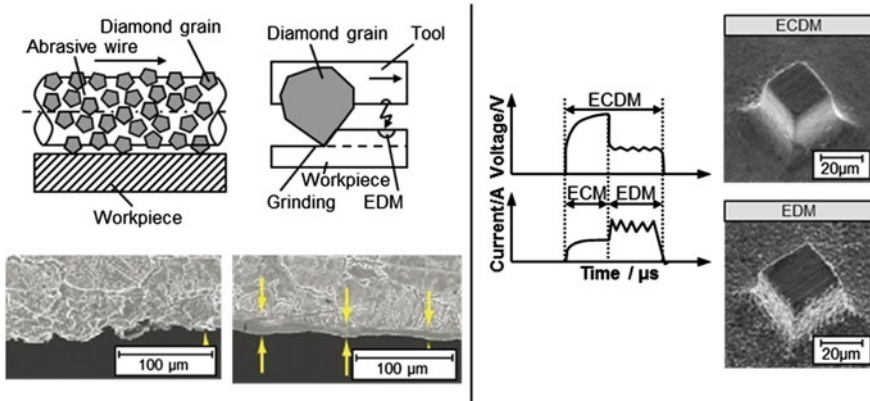 Diamond grain
Abrasive wire
Workpiece
Diamond grain
Tool
Workpiece
Grinding
EDM
100 µm
100 µm
ECDM
Voltage/V
ECM
EDM
Current/A
Time / µs
ECDM
20µm
EDM
20µm